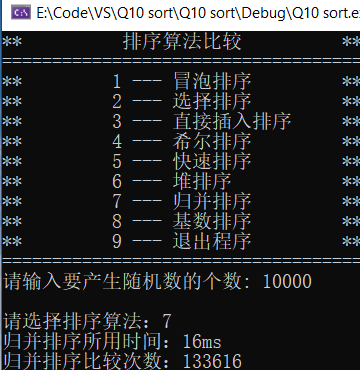 E:\Code\VS\Q10 sort\Q10 sort\Debug\Q10 sort.ex
** 排序算法比较 **
==============================
** 1 --- 冒泡排序 **
** 2 --- 选择排序 **
** 3 --- 直接插入排序 **
** 4 --- 希尔排序 **
** 5 --- 快速排序 **
** 6 --- 堆排序 **
** 7 --- 归并排序 **
** 8 --- 基数排序 **
** 9 --- 退出程序 **
==============================
请输入要产生随机数的个数: 10000
请选择排序算法: 7
归并排序所用时间: 16ms
归并排序比较次数: 133616